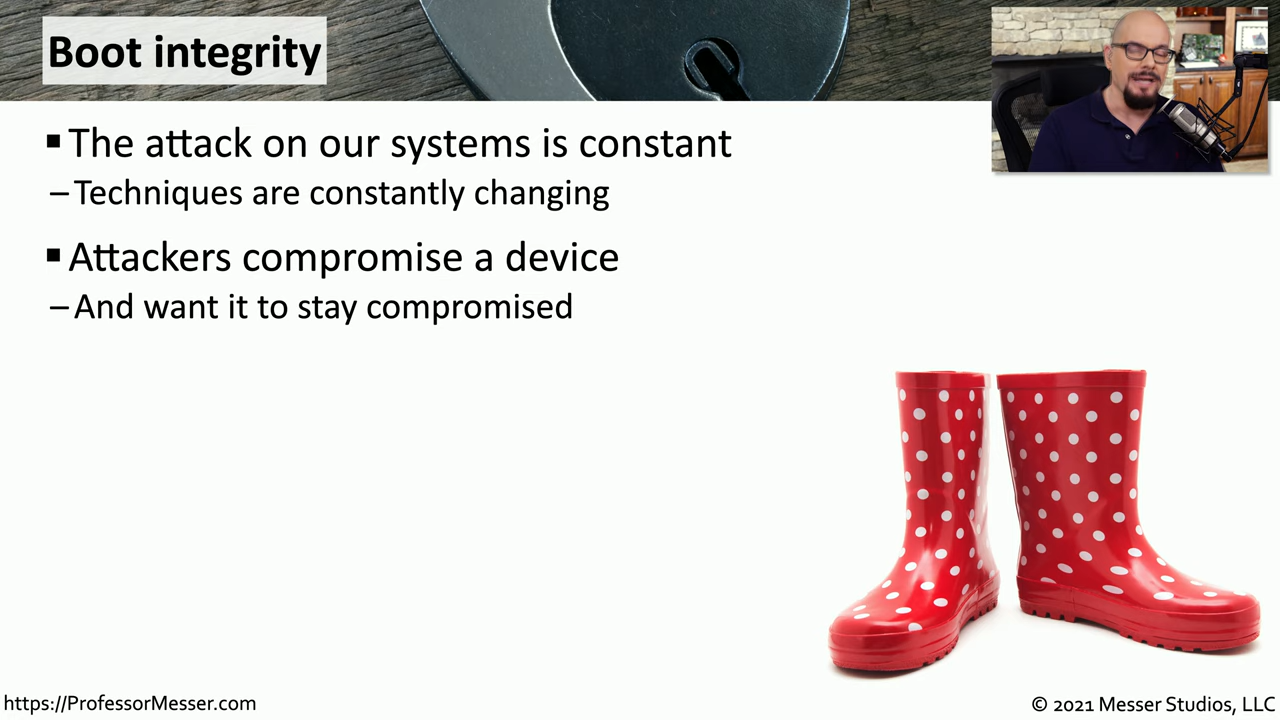 Boot integrity
▪ The attack on our systems is constant
– Techniques are constantly changing
▪ Attackers compromise a device
– And want it to stay compromised
https://ProfessorMesser.com
© 2021 Messer Studios, LLC